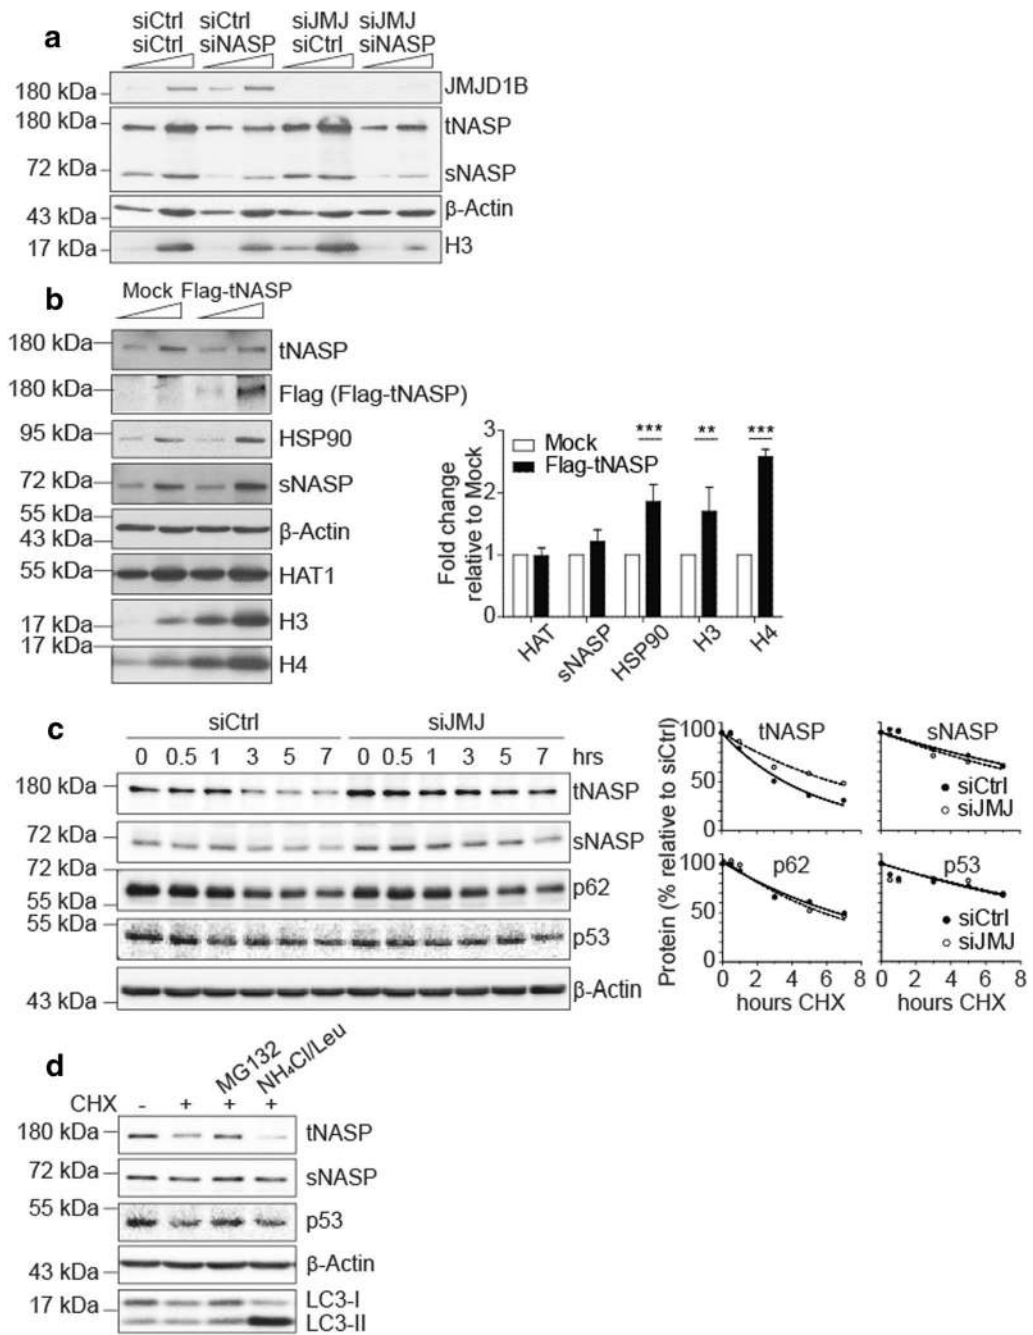 a
siCtrl siCtrl siJMJ siJMJ
siCtrl siNASP siCtrl siNASP
180 kDa JMJD1B
180 kDa tNASP
72 kDa sNASP
43 kDa β-Actin
17 kDa H3
b
Mock Flag-tNASP
180 kDa tNASP
180 kDa Flag (Flag-tNASP)
95 kDa HSP90
72 kDa sNASP
55 kDa
43 kDa β-Actin
55 kDa HAT1
17 kDa H3
17 kDa H4
Fold change
relative to Mock
3
2
1
0
Mock
Flag-tNASP
*** ** ***
HAT sNASP HSP90 H3 H4
c
siCtrl siJMJ
0 0.5 1 3 5 7 0 0.5 1 3 5 7 hrs
180 kDa tNASP
72 kDa sNASP
72 kDa
55 kDa p62
55 kDa p53
43 kDa β-Actin
Protein (% relative to siCtrl)
100 tNASP sNASP
50 siCtrl
0 siJMJ
100 p62 p53
50 siCtrl
0 siJMJ
0 2 4 6 8 0 2 4 6 8
hours CHX hours CHX
d
MG132
NH₄Cl/Leu
CHX - + + +
180 kDa tNASP
72 kDa sNASP
55 kDa p53
43 kDa β-Actin
17 kDa LC3-I
LC3-II